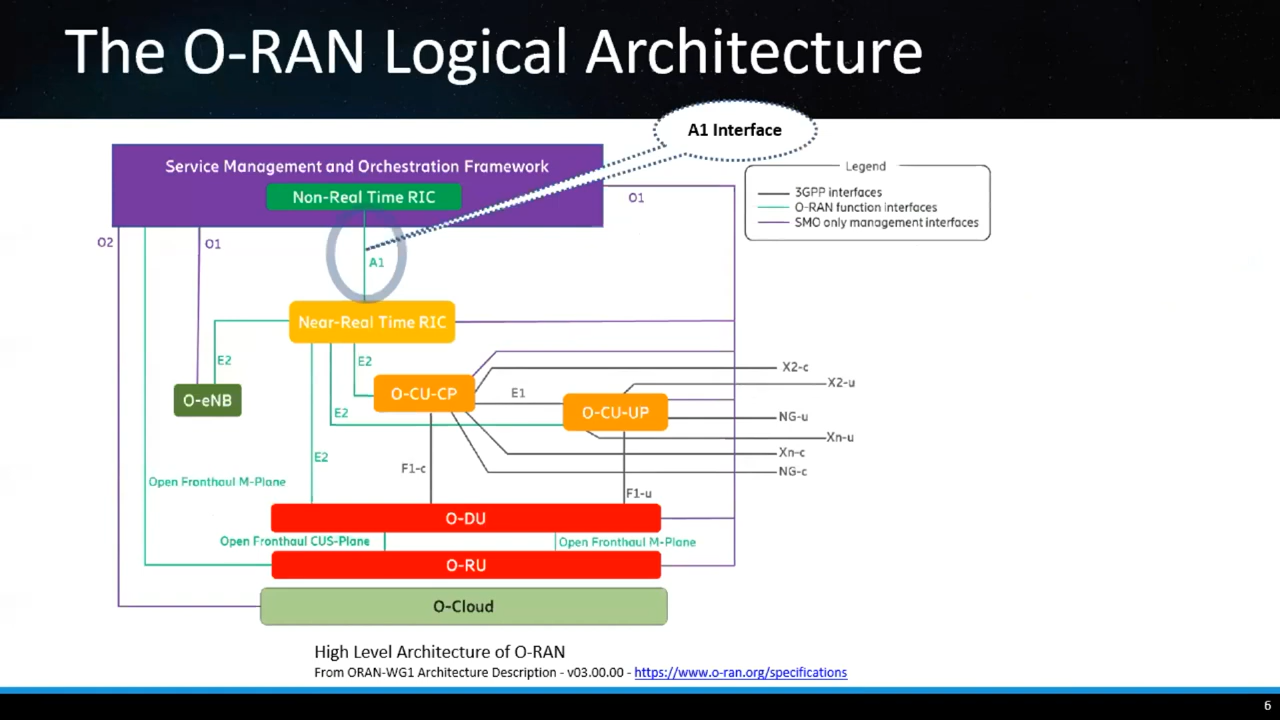 The O-RAN Logical Architecture
A1 Interface
Service Management and Orchestration Framework
Non-Real Time RIC
Legend
3GPP interfaces
O-RAN function interfaces
SMO only management interfaces
O1
O2
O1
A1
Near-Real Time RIC
E2
E2
O-eNB
O-CU-CP
E1
O-CU-UP
X2-c
X2-u
NG-u
Xn-u
Xn-c
NG-c
E2
E2
F1-c
F1-u
Open Fronthaul M-Plane
O-DU
Open Fronthaul CUS-Plane
Open Fronthaul M-Plane
O-RU
O-Cloud
High Level Architecture of O-RAN
From ORAN-WG1 Architecture Description - v03.00.00 - https://www.o-ran.org/specifications
6